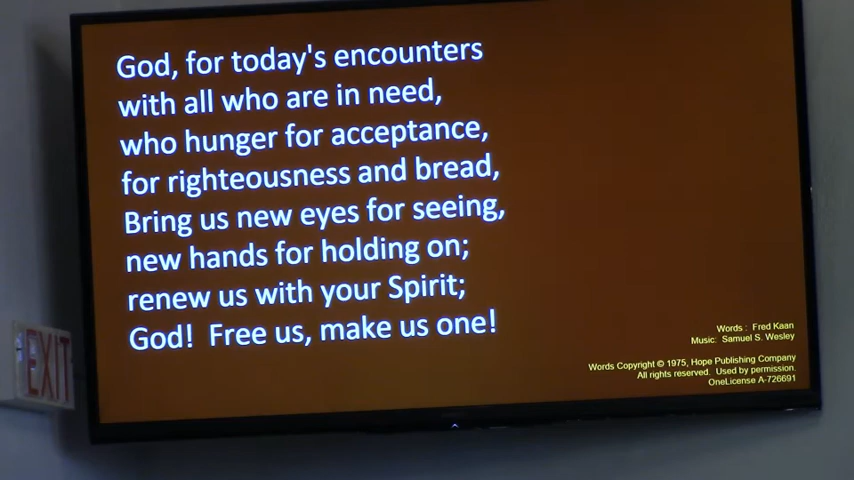 God, for today's encounters
with all who are in need,
who hunger for acceptance,
for righteousness and bread,
Bring us new eyes for seeing,
new hands for holding on;
renew us with your Spirit;
God! Free us, make us one!
Words : Fred Kaan
Music: Samuel S. Wesley
Words Copyright © 1975, Hope Publishing Company
All rights reserved. Used by permission.
OneLicense A-726691
EXIT